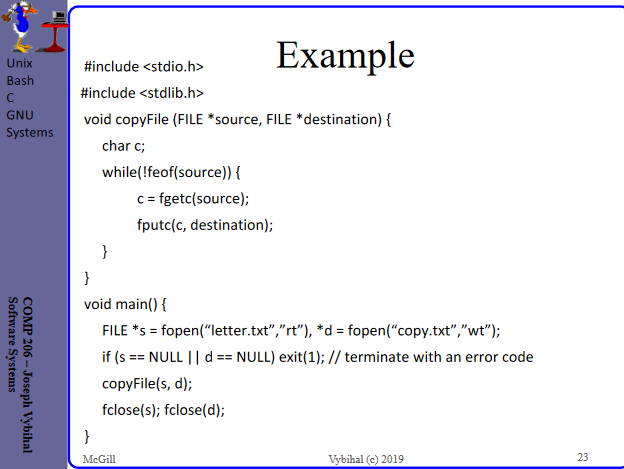 Unix
Bash
C
GNU
Systems
COMP 206 – Joseph Vybihal
Software Systems
Example
#include <stdio.h>
#include <stdlib.h>
void copyFile (FILE *source, FILE *destination) {
char c;
while(!feof(source)) {
c = fgetc(source);
fputc(c, destination);
}
}
void main() {
FILE *s = fopen(“letter.txt”,”rt”), *d = fopen(“copy.txt”,”wt”);
if (s == NULL || d == NULL) exit(1); // terminate with an error code
copyFile(s, d);
fclose(s); fclose(d);
}
McGill
Vybihal (c) 2019
23